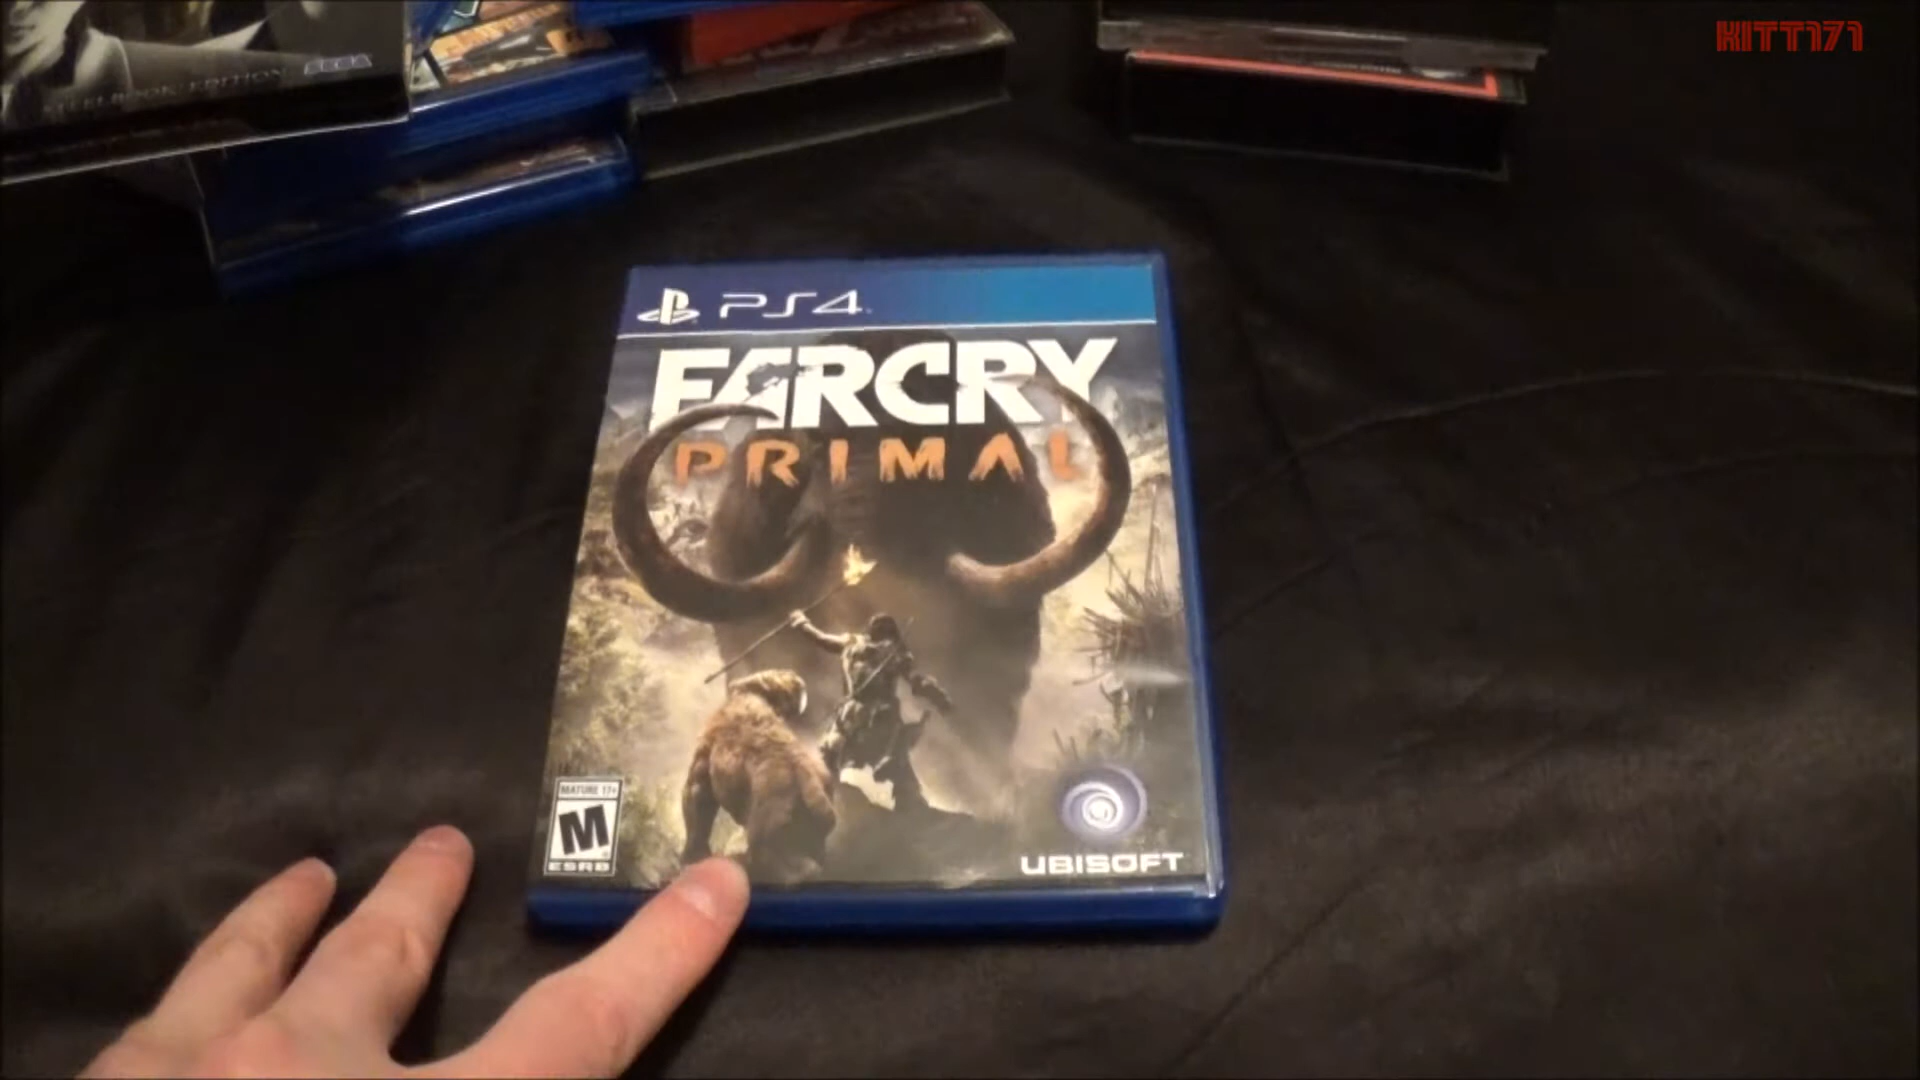 KITT171
STEELBOOK EDITION
PS4
FARCRY
PRIMAL
MATURE 17+
M
ESRB
UBISOFT